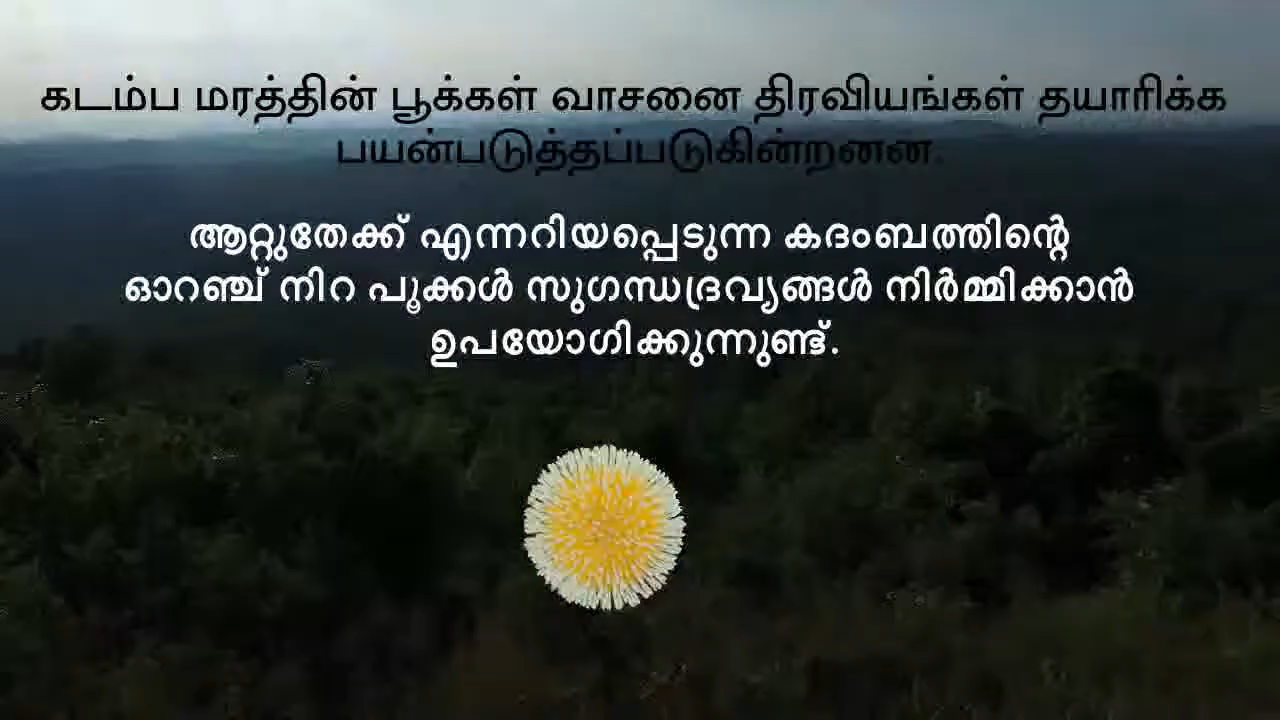 கடம்ப மரத்தின் பூக்கள் வாசனை திரவியங்கள் தயாரிக்க
பயன்படுத்தப்படுகின்றனன.
ആറ്റുതേക്ക് എന്നറിയപ്പെടുന്ന കദംബത്തിന്റെ
ഓറഞ്ച് നിറ പൂക്കൾ സുഗന്ധദ്രവ്യങ്ങൾ നിർമ്മിക്കാൻ
ഉപയോഗിക്കുന്നുണ്ട്.